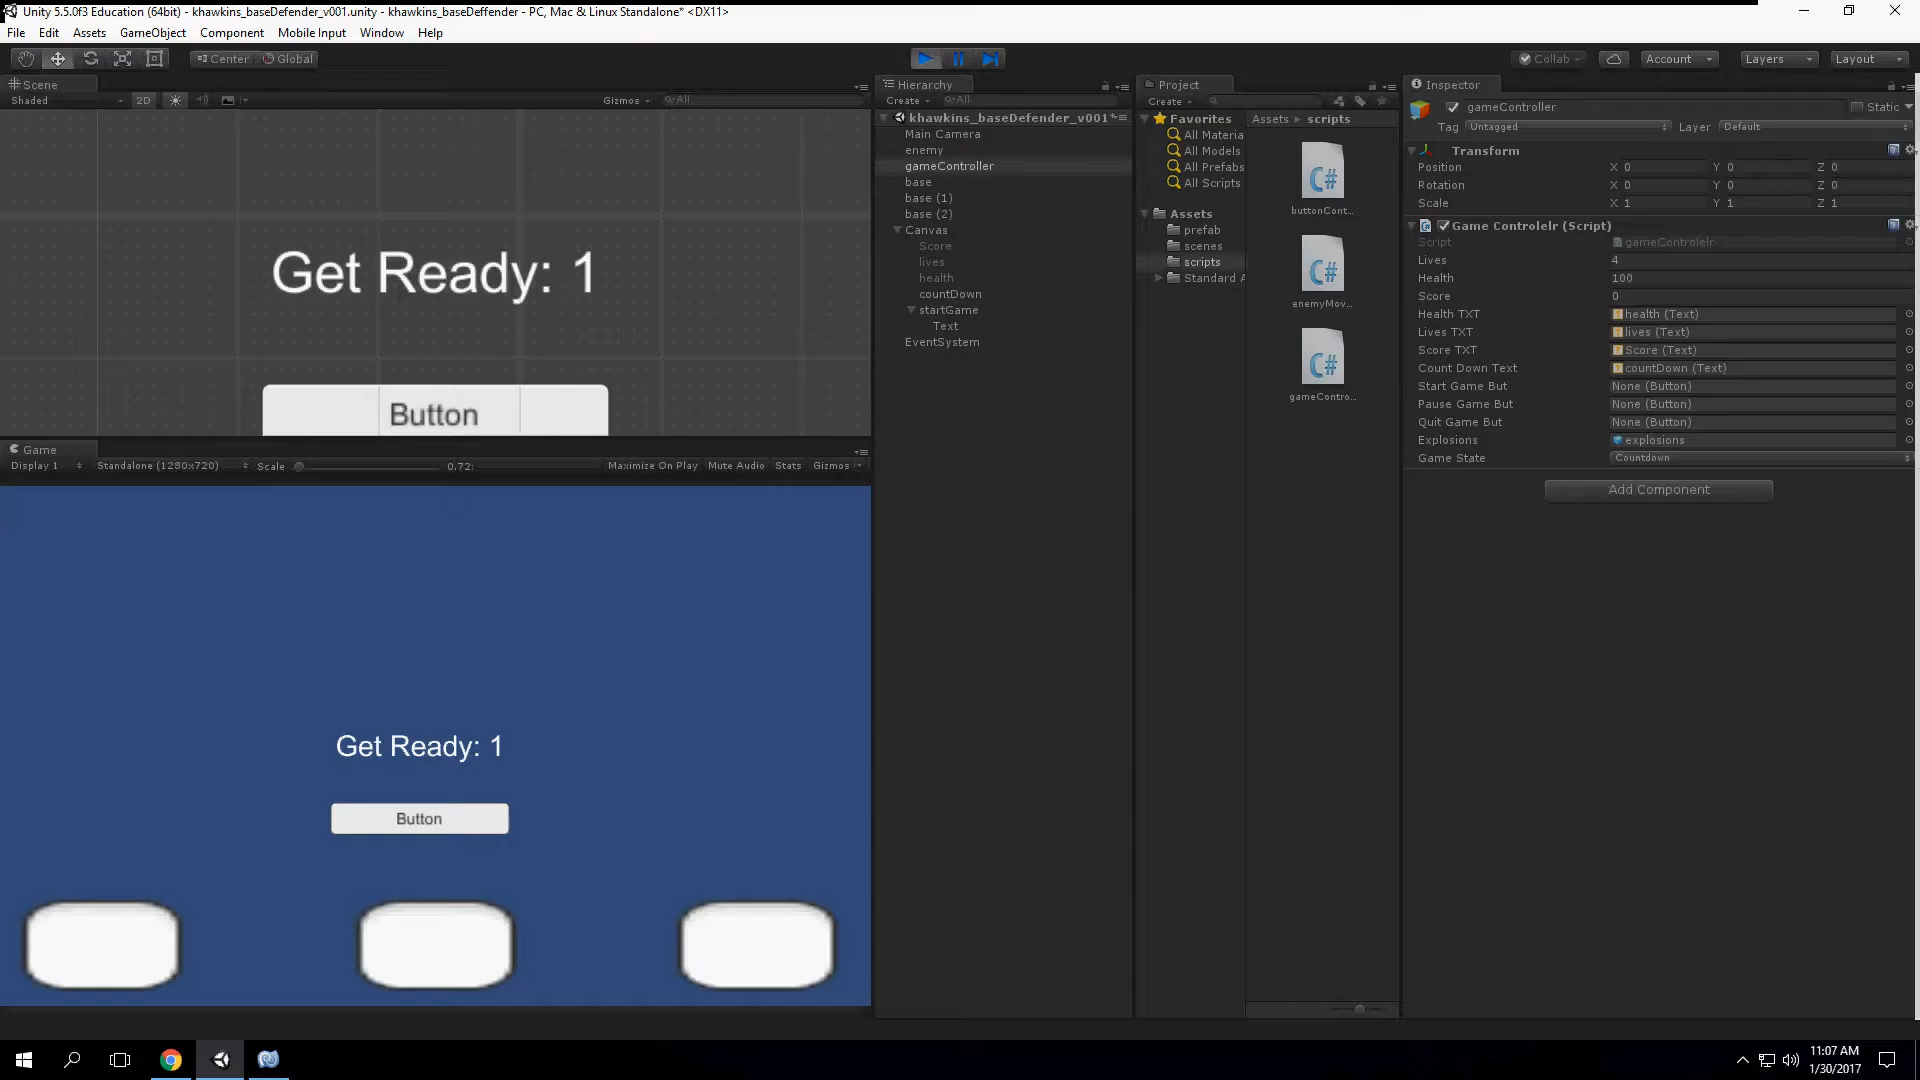 Unity 5.5.0f3 Education (64bit) - khawkins_baseDefender_v001.unity - khawkins_baseDeffender - PC, Mac & Linux Standalone* <DX11>
File Edit Assets GameObject Component Mobile Input Window Help
Center Global Collab Account Layers Layout
Scene
Shaded 2D Gizmos All
Get Ready: 1
Button
Game
Display 1 Standalone (1280x720) Scale 0.72: Maximize On Play Mute Audio Stats Gizmos
Get Ready: 1
Button
Hierarchy
Create All
khawkins_baseDefender_v001*
Main Camera
enemy
gameController
base
base (1)
base (2)
Canvas
Score
lives
health
countDown
startGame
Text
EventSystem
Project
Create
Favorites
All Materia
All Models
All Prefabs
All Scripts
Assets
prefab
scenes
scripts
Standard A
Assets scripts
C#
buttonCont...
C#
enemyMov...
C#
gameContro...
Inspector
gameController Static
Tag Untagged Layer Default
Transform
Position X 0 Y 0 Z 0
Rotation X 0 Y 0 Z 0
Scale X 1 Y 1 Z 1
Game Controlelr (Script)
Script gameControlelr
Lives 4
Health 100
Score 0
Health TXT health (Text)
Lives TXT lives (Text)
Score TXT Score (Text)
Count Down Text countDown (Text)
Start Game But None (Button)
Pause Game But None (Button)
Quit Game But None (Button)
Explosions explosions
Game State Countdown
Add Component
11:07 AM
1/30/2017